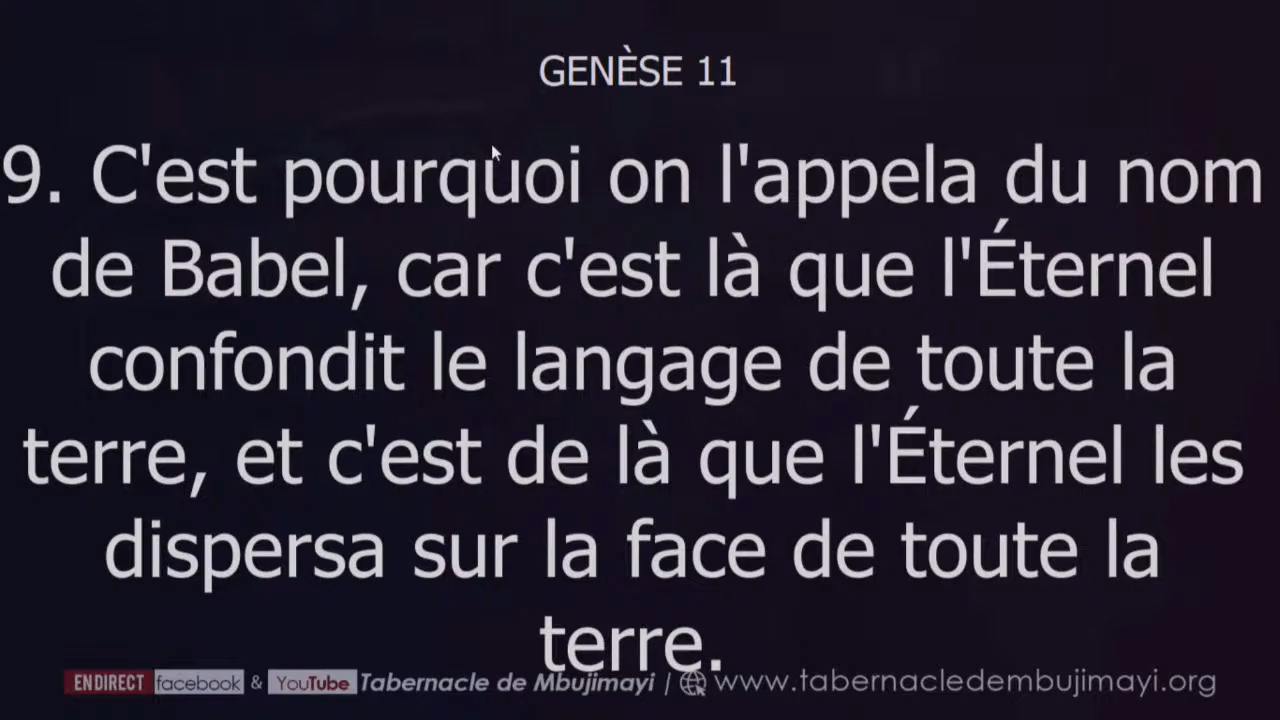 GENÈSE 11
9. C'est pourquoi on l'appela du nom
de Babel, car c'est là que l'Éternel
confondit le langage de toute la
terre, et c'est de là que l'Éternel les
dispersa sur la face de toute la
terre.
EN DIRECT facebook & YouTube Tabernacle de Mbujimayi | www.tabernacledembujimayi.org